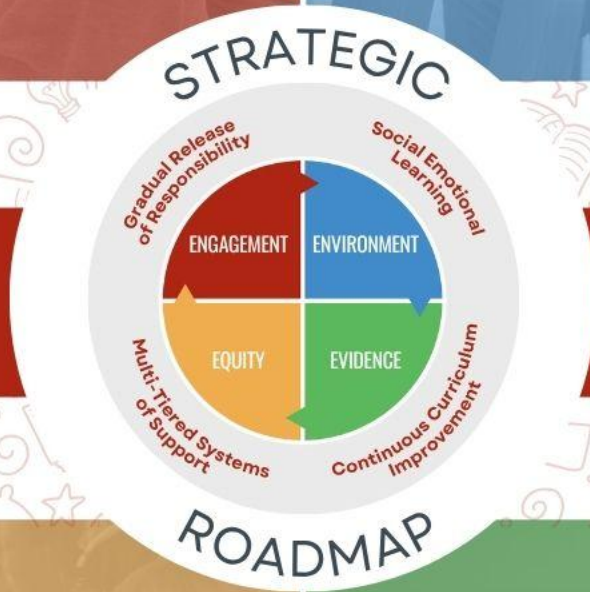 STRATEGIC
Gradual Release
of Responsibility
Social Emotional
Learning
ENGAGEMENT
ENVIRONMENT
EQUITY
EVIDENCE
Multi-Tiered Systems
of Support
Continuous Curriculum
Improvement
ROADMAP